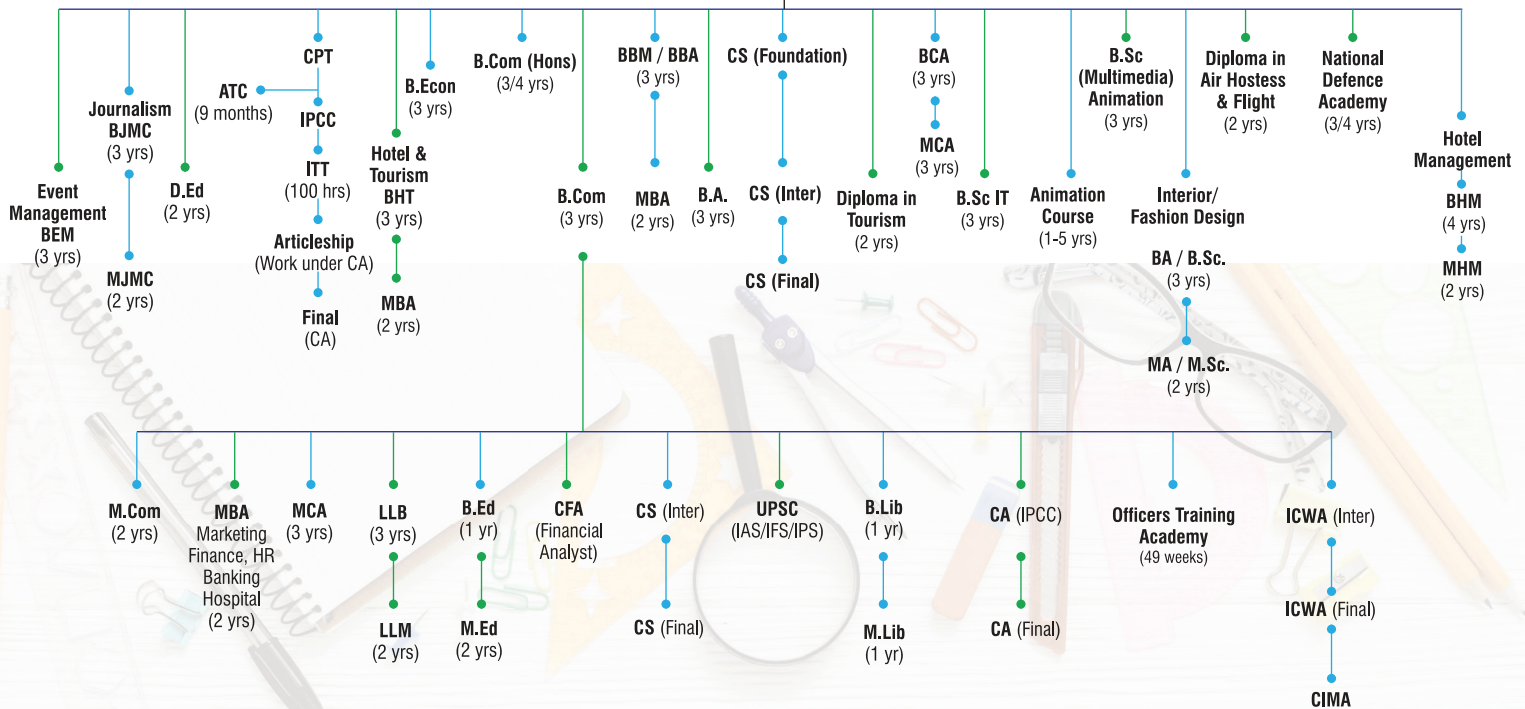 Event
Management
BEM
(3 yrs)
Journalism
BJMC
(3 yrs)
MJMC
(2 yrs)
D.Ed
(2 yrs)
CPT
ATC
(9 months)
IPCC
ITT
(100 hrs)
Articleship
(Work under CA)
Final
(CA)
Hotel &
Tourism
BHT
(3 yrs)
MBA
(2 yrs)
B.Econ
(3 yrs)
B.Com (Hons)
(3/4 yrs)
B.Com
(3 yrs)
BBM / BBA
(3 yrs)
MBA
(2 yrs)
B.A.
(3 yrs)
CS (Foundation)
CS (Inter)
CS (Final)
Diploma in
Tourism
(2 yrs)
BCA
(3 yrs)
MCA
(3 yrs)
B.Sc IT
(3 yrs)
Animation
Course
(1-5 yrs)
B.Sc
(Multimedia)
Animation
(3 yrs)
Interior/
Fashion Design
BA / B.Sc.
(3 yrs)
MA / M.Sc.
(2 yrs)
Diploma in
Air Hostess
& Flight
(2 yrs)
National
Defence
Academy
(3/4 yrs)
Hotel
Management
BHM
(4 yrs)
MHM
(2 yrs)
M.Com
(2 yrs)
MBA
Marketing
Finance, HR
Banking
Hospital
(2 yrs)
MCA
(3 yrs)
LLB
(3 yrs)
LLM
(2 yrs)
B.Ed
(1 yr)
M.Ed
(2 yrs)
CFA
(Financial
Analyst)
CS (Inter)
CS (Final)
UPSC
(IAS/IFS/IPS)
B.Lib
(1 yr)
M.Lib
(1 yr)
CA (IPCC)
CA (Final)
Officers Training
Academy
(49 weeks)
ICWA (Inter)
ICWA (Final)
CIMA